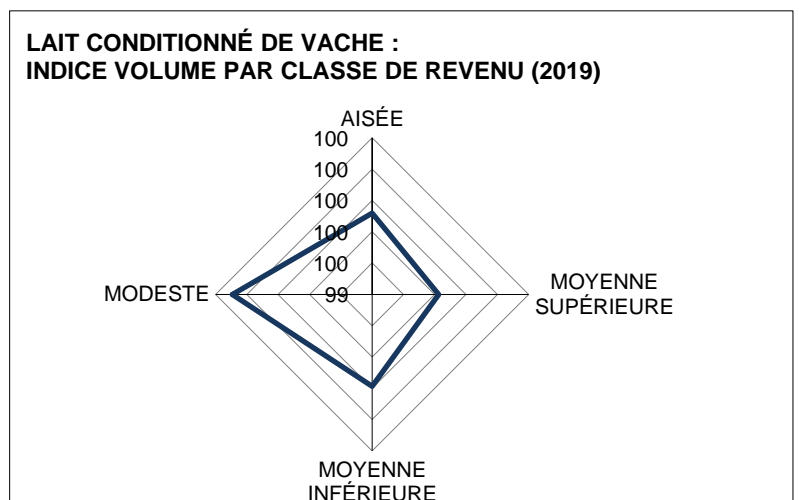 LAIT CONDITIONNÉ DE VACHE :
INDICE VOLUME PAR CLASSE DE REVENU (2019)
AISÉE
100
100
100
100
100
99
MODESTE
MOYENNE
SUPÉRIEURE
MOYENNE
INFÉRIEURE